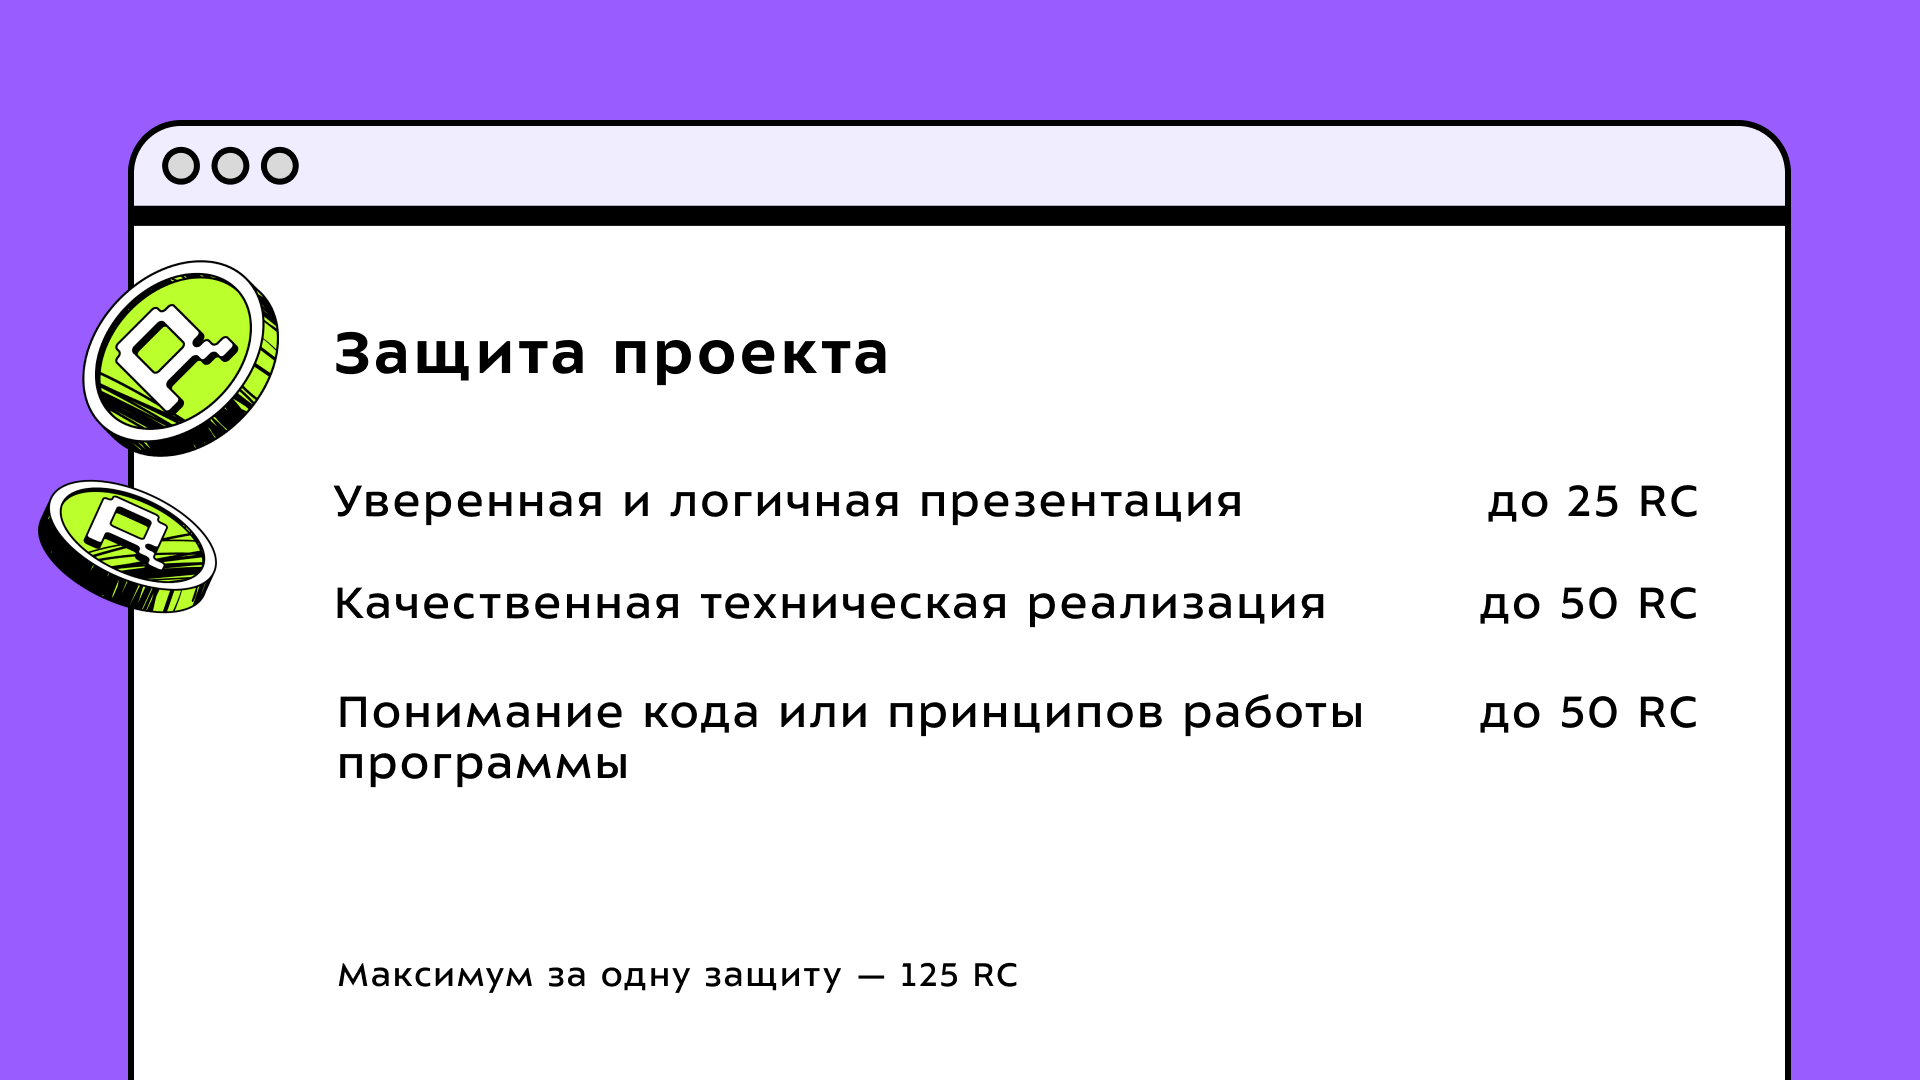 Защита проекта
Уверенная и логичная презентация до 25 RC
Качественная техническая реализация до 50 RC
Понимание кода или принципов работы до 50 RC
программы
Максимум за одну защиту — 125 RC